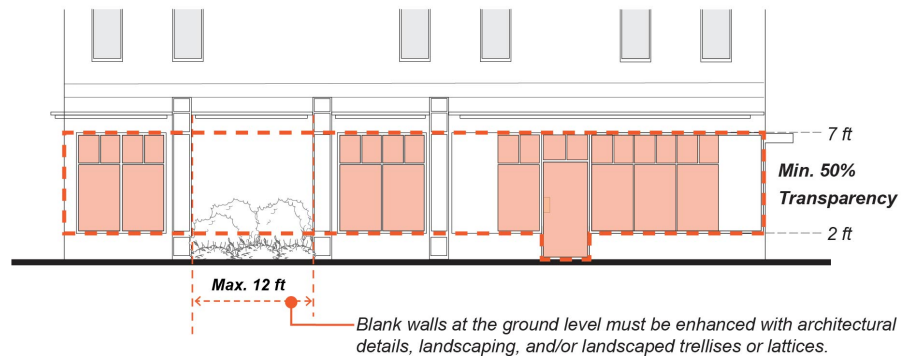 7 ft
Min. 50%
Transparency
2 ft
Max. 12 ft
Blank walls at the ground level must be enhanced with architectural
details, landscaping, and/or landscaped trellises or lattices.